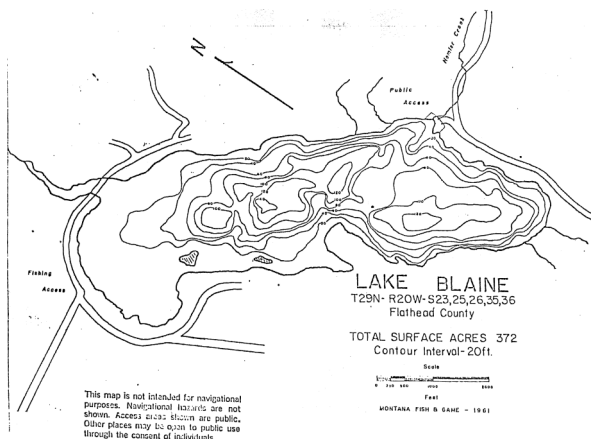 N
Hemler Creek
Public
Access
Fishing
Access
LAKE BLAINE
T29N-R20W-S23,25,26,35,36
Flathead County
TOTAL SURFACE ACRES 372
Contour Interval-20ft.
Scale
Feet
MONTANA FISH & GAME - 1961
This map is not intended for navigational
purposes. Navigational hazards are not
shown. Access areas shown are public.
Other places may be open to public use
through the consent of individuals.